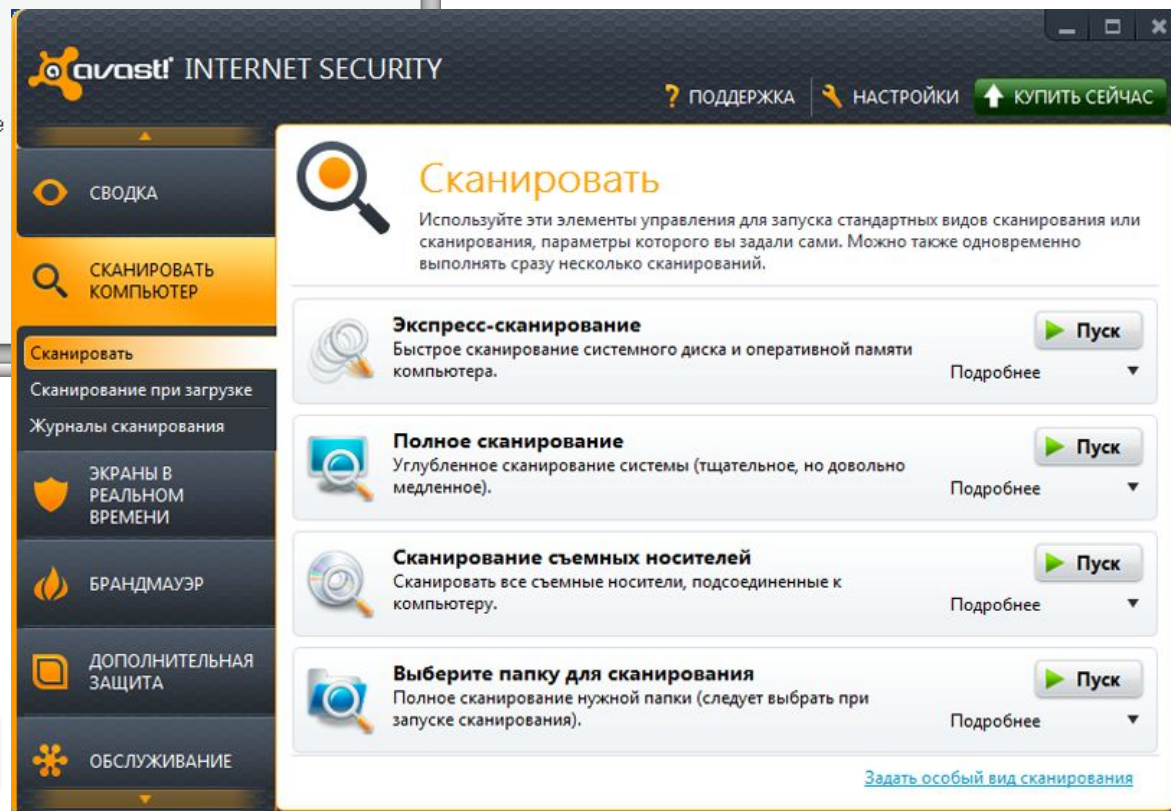 avast! INTERNET SECURITY
ПОДДЕРЖКА
НАСТРОЙКИ
КУПИТЬ СЕЙЧАС
е
СВОДКА
СКАНИРОВАТЬ
КОМПЬЮТЕР
Сканировать
Сканирование при загрузке
Журналы сканирования
ЭКРАНЫ В
РЕАЛЬНОМ
ВРЕМЕНИ
БРАНДМАУЭР
ДОПОЛНИТЕЛЬНАЯ
ЗАЩИТА
ОБСЛУЖИВАНИЕ
Сканировать
Используйте эти элементы управления для запуска стандартных видов сканирования или
сканирования, параметры которого вы задали сами. Можно также одновременно
выполнять сразу несколько сканирований.
Экспресс-сканирование
Быстрое сканирование системного диска и оперативной памяти
компьютера.
Пуск
Подробнее
Полное сканирование
Углубленное сканирование системы (тщательное, но довольно
медленное).
Пуск
Подробнее
Сканирование съемных носителей
Сканировать все съемные носители, подсоединенные к
компьютеру.
Пуск
Подробнее
Выберите папку для сканирования
Полное сканирование нужной папки (следует выбрать при
запуске сканирования).
Пуск
Подробнее
Задать особый вид сканирования